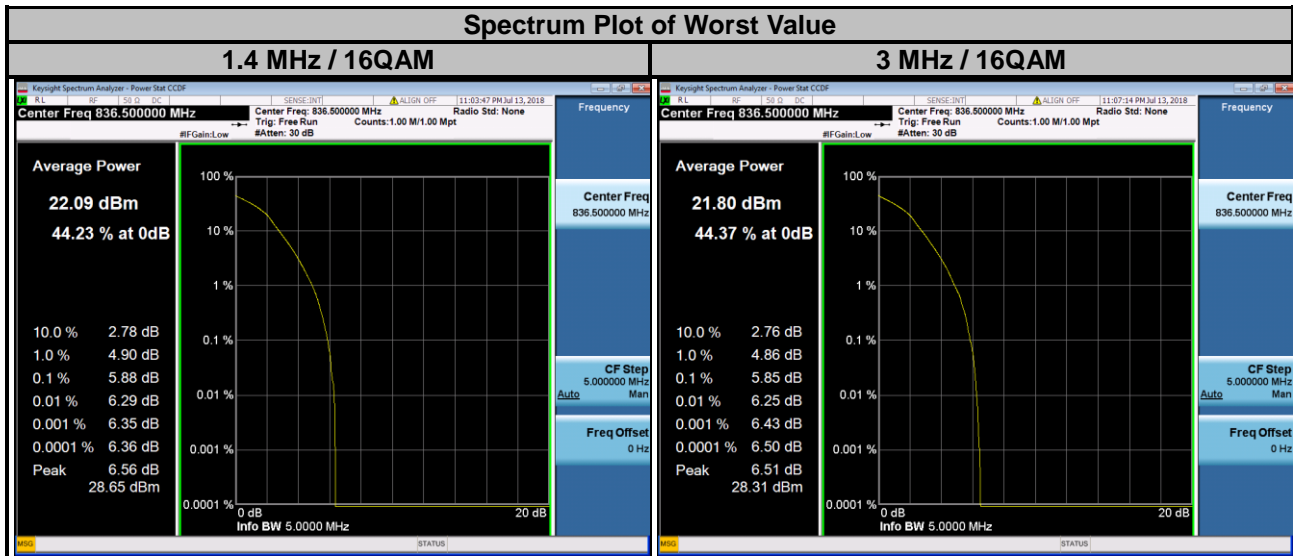 Spectrum Plot of Worst Value
1.4 MHz / 16QAM
3 MHz / 16QAM
Keysight Spectrum Analyzer - Power Stat CCDF
RL RF 50 Ω DC SENSE:INT ALIGN OFF 11:03:47 PM Jul 13, 2018
Center Freq 836.500000 MHz
Center Freq: 836.500000 MHz Radio Std: None
Trig: Free Run Counts:1.00 M/1.00 Mpt
#IFGain:Low #Atten: 30 dB
Frequency
Average Power
22.09 dBm
44.23 % at 0dB
10.0 % 2.78 dB
1.0 % 4.90 dB
0.1 % 5.88 dB
0.01 % 6.29 dB
0.001 % 6.35 dB
0.0001 % 6.36 dB
Peak 6.56 dB
28.65 dBm
100 %
10 %
1 %
0.1 %
0.01 %
0.001 %
0.0001 %
0 dB 20 dB
Info BW 5.0000 MHz
Center Freq
836.500000 MHz
CF Step
5.000000 MHz
Auto Man
Freq Offset
0 Hz
MSG STATUS
Keysight Spectrum Analyzer - Power Stat CCDF
RL RF 50 Ω DC SENSE:INT ALIGN OFF 11:07:14 PM Jul 13, 2018
Center Freq 836.500000 MHz
Center Freq: 836.500000 MHz Radio Std: None
Trig: Free Run Counts:1.00 M/1.00 Mpt
#IFGain:Low #Atten: 30 dB
Frequency
Average Power
21.80 dBm
44.37 % at 0dB
10.0 % 2.76 dB
1.0 % 4.86 dB
0.1 % 5.85 dB
0.01 % 6.25 dB
0.001 % 6.43 dB
0.0001 % 6.50 dB
Peak 6.51 dB
28.31 dBm
100 %
10 %
1 %
0.1 %
0.01 %
0.001 %
0.0001 %
0 dB 20 dB
Info BW 5.0000 MHz
Center Freq
836.500000 MHz
CF Step
5.000000 MHz
Auto Man
Freq Offset
0 Hz
MSG STATUS